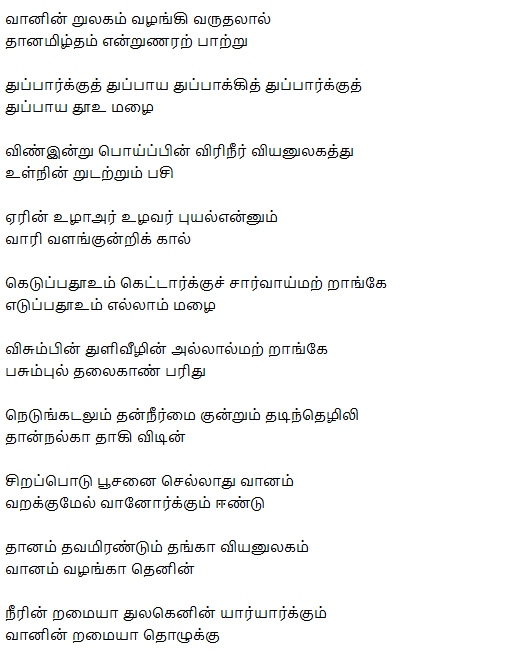 வானின் றுலகம் வழங்கி வருதலால்
தானமிழ்தம் என்றுணரற் பாற்று
துப்பார்க்குத் துப்பாய துப்பாக்கித் துப்பார்க்குத்
துப்பாய தூஉ மழை
விண்இன்று பொய்ப்பின் விரிநீர் வியனுலகத்து
உள்நின் றுடற்றும் பசி
ஏரின் உழாஅர் உழவர் புயல்என்னும்
வாரி வளங்குன்றிக் கால்
கெடுப்பதூஉம் கெட்டார்க்குச் சார்வாய்மற் றாங்கே
எடுப்பதூஉம் எல்லாம் மழை
விசும்பின் துளிவீழின் அல்லால்மற் றாங்கே
பசும்புல் தலைகாண் பரிது
நெடுங்கடலும் தன்நீர்மை குன்றும் தடிந்தெழிலி
தான்நல்கா தாகி விடின்
சிறப்பொடு பூசனை செல்லாது வானம்
வறக்குமேல் வானோர்க்கும் ஈண்டு
தானம் தவமிரண்டும் தங்கா வியனுலகம்
வானம் வழங்கா தெனின்
நீரின் றமையா துலகெனின் யார்யார்க்கும்
வானின் றமையா தொழுக்கு